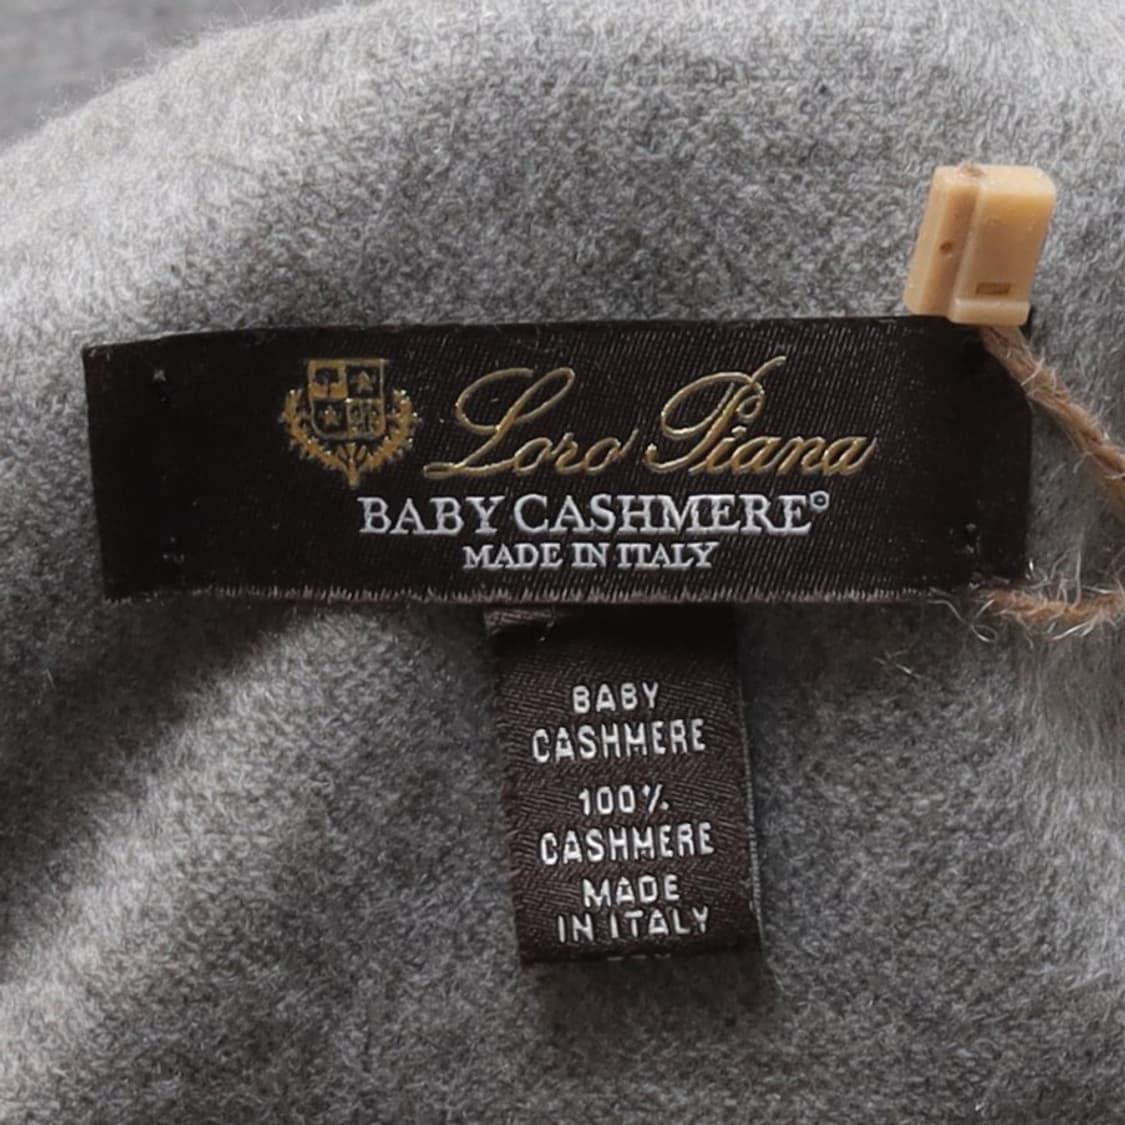 Loro Piana
BABY CASHMERE©
MADE IN ITALY
BABY
CASHMERE
100%
CASHMERE
MADE
IN ITALY